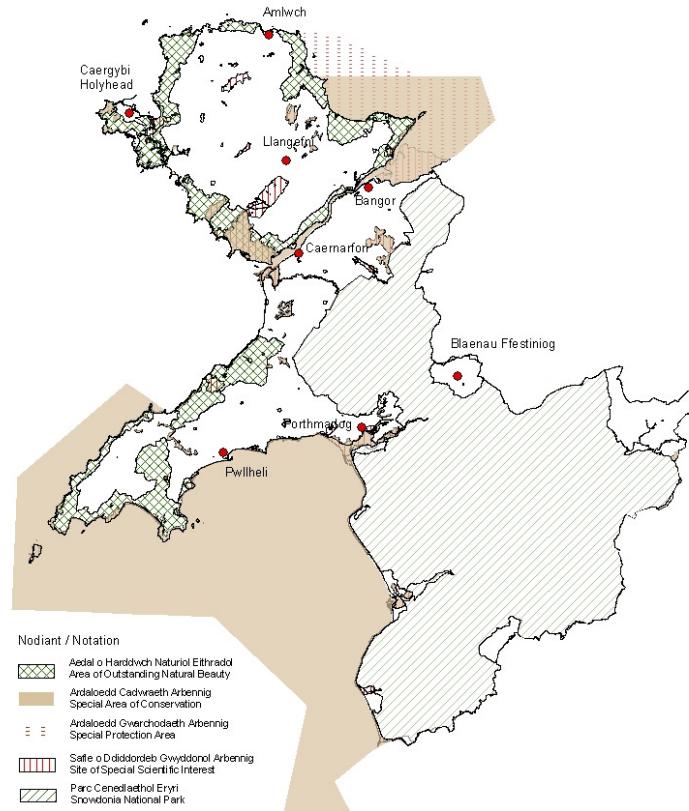 Amlwch
Caergybi
Holyhead
Llangefni
Bangor
Caernarfon
Blaenau Ffestiniog
Porthmadog
Pwllheli
Nodiant / Notation
Aedal o Harddwch Naturiol Eithradol
Area of Outstanding Natural Beauty
Ardaloedd Cadwraeth Arbennig
Special Area of Conservation
Ardaloedd Gwarchodaeth Arbennig
Special Protection Area
Safle o Ddiddordeb Gwyddonol Arbennig
Site of Special Scientific Interest
Parc Cenedlaethol Eryri
Snowdonia National Park